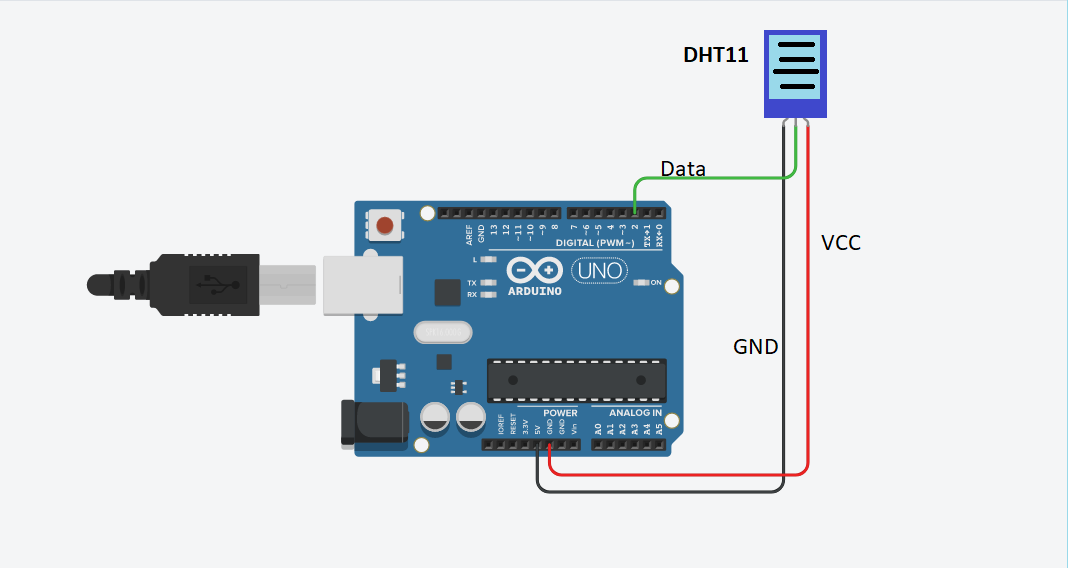 DHT11
Data
VCC
GND
AREF
GND
13
12
~11
~10
~9
8
7
~6
~5
4
~3
2
TX→1
RX←0
DIGITAL (PWM~)
L
TX
RX
ARDUINO
UNO
ON
POWER
ANALOG IN
IOREF
RESET
3.3V
5V
GND
GND
Vin
A0
A1
A2
A3
A4
A5